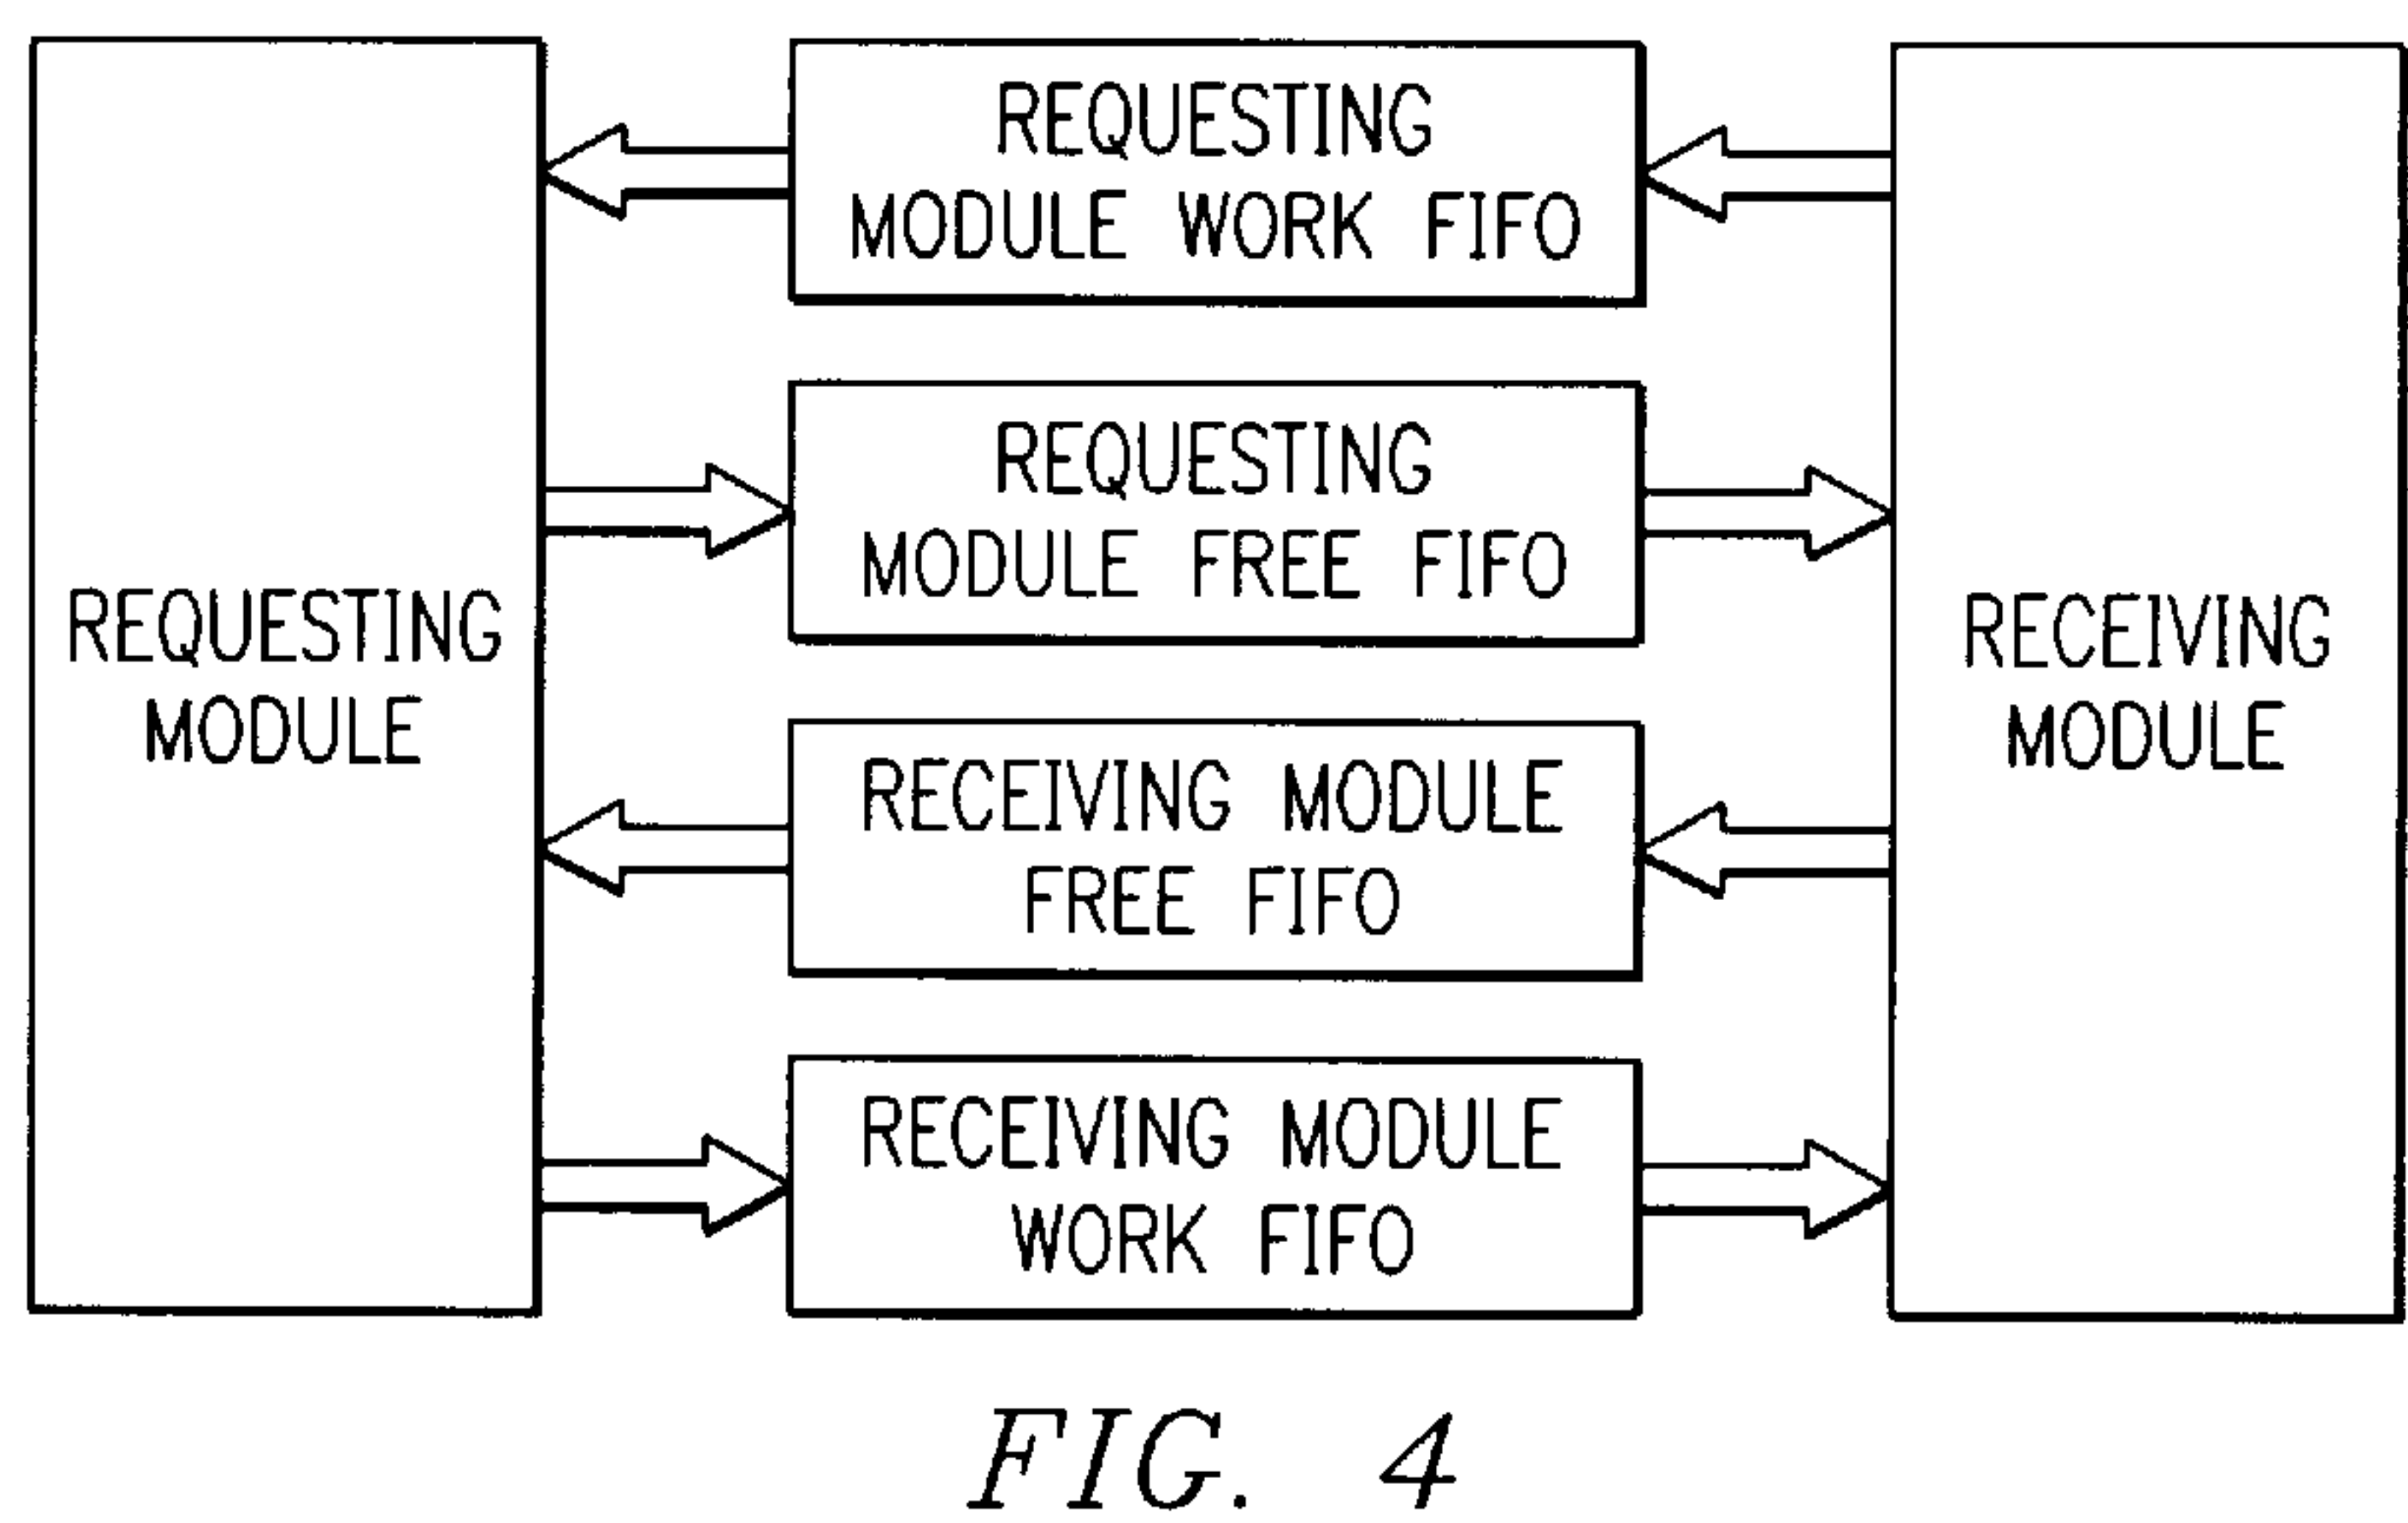 REQUESTING
MODULE
REQUESTING
MODULE WORK FIFO
REQUESTING
MODULE FREE FIFO
RECEIVING MODULE
FREE FIFO
RECEIVING MODULE
WORK FIFO
RECEIVING
MODULE
FIG. 4